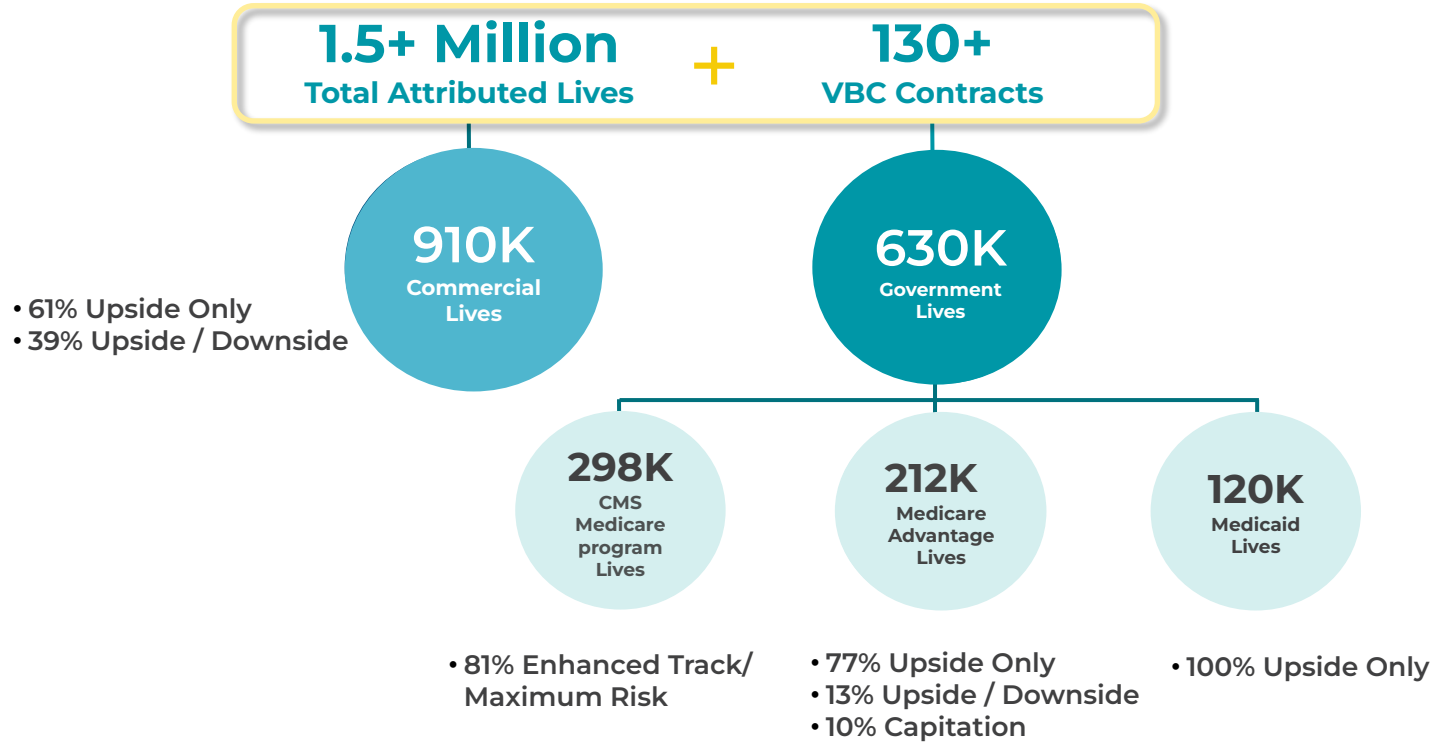 1.5+ Million
Total Attributed Lives
+
130+
VBC Contracts
910K
Commercial
Lives
• 61% Upside Only
• 39% Upside / Downside
630K
Government
Lives
298K
CMS
Medicare
program
Lives
• 81% Enhanced Track/
Maximum Risk
212K
Medicare
Advantage
Lives
• 77% Upside Only
• 13% Upside / Downside
• 10% Capitation
120K
Medicaid
Lives
• 100% Upside Only